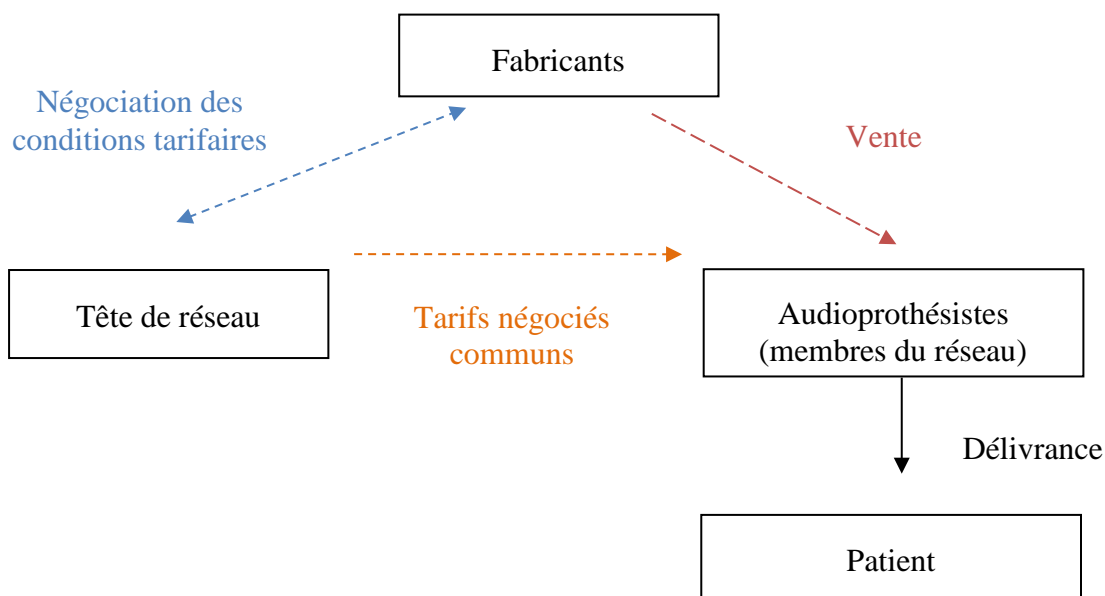 Fabricants
Négociation des
conditions tarifaires
Vente
Tête de réseau
Tarifs négociés
communs
Audioprothésistes
(membres du réseau)
Délivrance
Patient